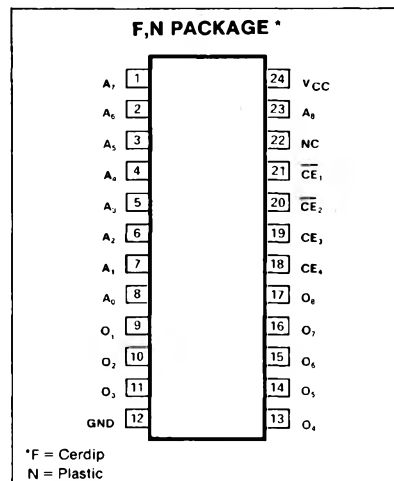 F,N PACKAGE *
A₇ 1 24 VCC
A₆ 2 23 A₈
A₅ 3 22 NC
A₄ 4 21 C̅E̅₁
A₃ 5 20 C̅E̅₂
A₂ 6 19 CE₃
A₁ 7 18 CE₄
A₀ 8 17 O₈
O₁ 9 16 O₇
O₂ 10 15 O₆
O₃ 11 14 O₅
GND 12 13 O₄
*F = Cerdip
N = Plastic